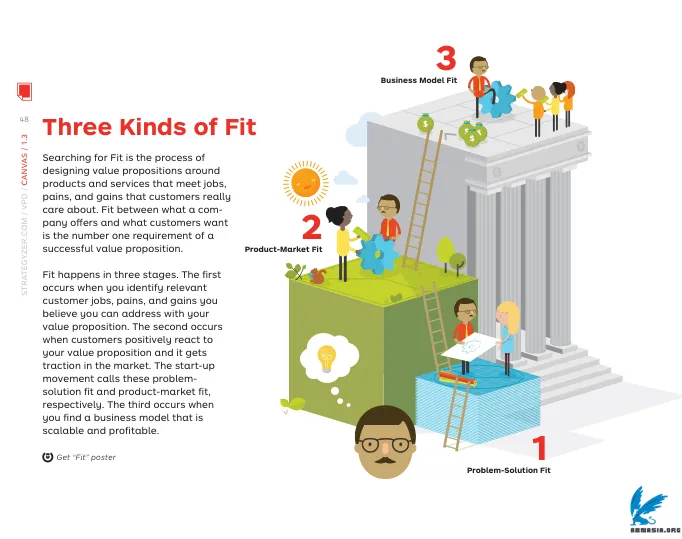 3
Business Model Fit
48
Three Kinds of Fit
STRATEGYZER.COM / VPD / CANVAS / 1.3
Searching for Fit is the process of
designing value propositions around
products and services that meet jobs,
pains, and gains that customers really
care about. Fit between what a com-
pany offers and what customers want
is the number one requirement of a
successful value proposition.
2
Product-Market Fit
Fit happens in three stages. The first
occurs when you identify relevant
customer jobs, pains, and gains you
believe you can address with your
value proposition. The second occurs
when customers positively react to
your value proposition and it gets
traction in the market. The start-up
movement calls these problem-
solution fit and product-market fit,
respectively. The third occurs when
you find a business model that is
scalable and profitable.
Get “Fit” poster
$
$
$
1
Problem-Solution Fit
ARMASIA.ORG